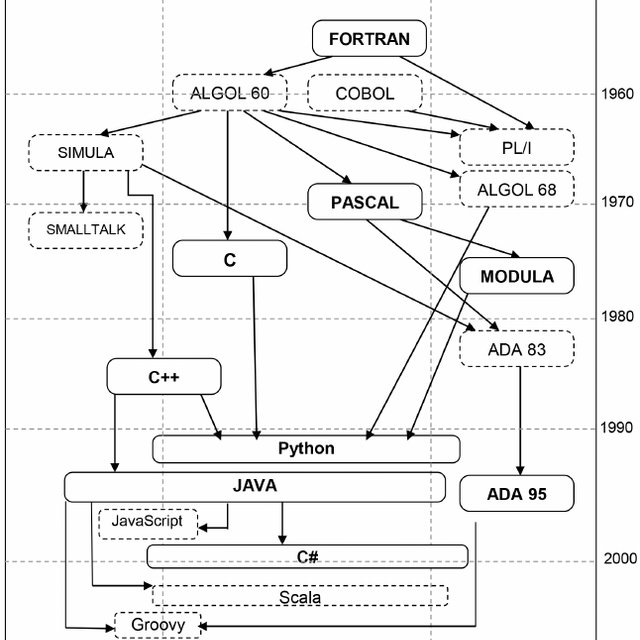 FORTRAN
ALGOL 60
COBOL
1960
SIMULA
PL/I
ALGOL 68
PASCAL
1970
SMALLTALK
C
MODULA
1980
ADA 83
C++
1990
Python
JAVA
ADA 95
JavaScript
C#
2000
Scala
Groovy